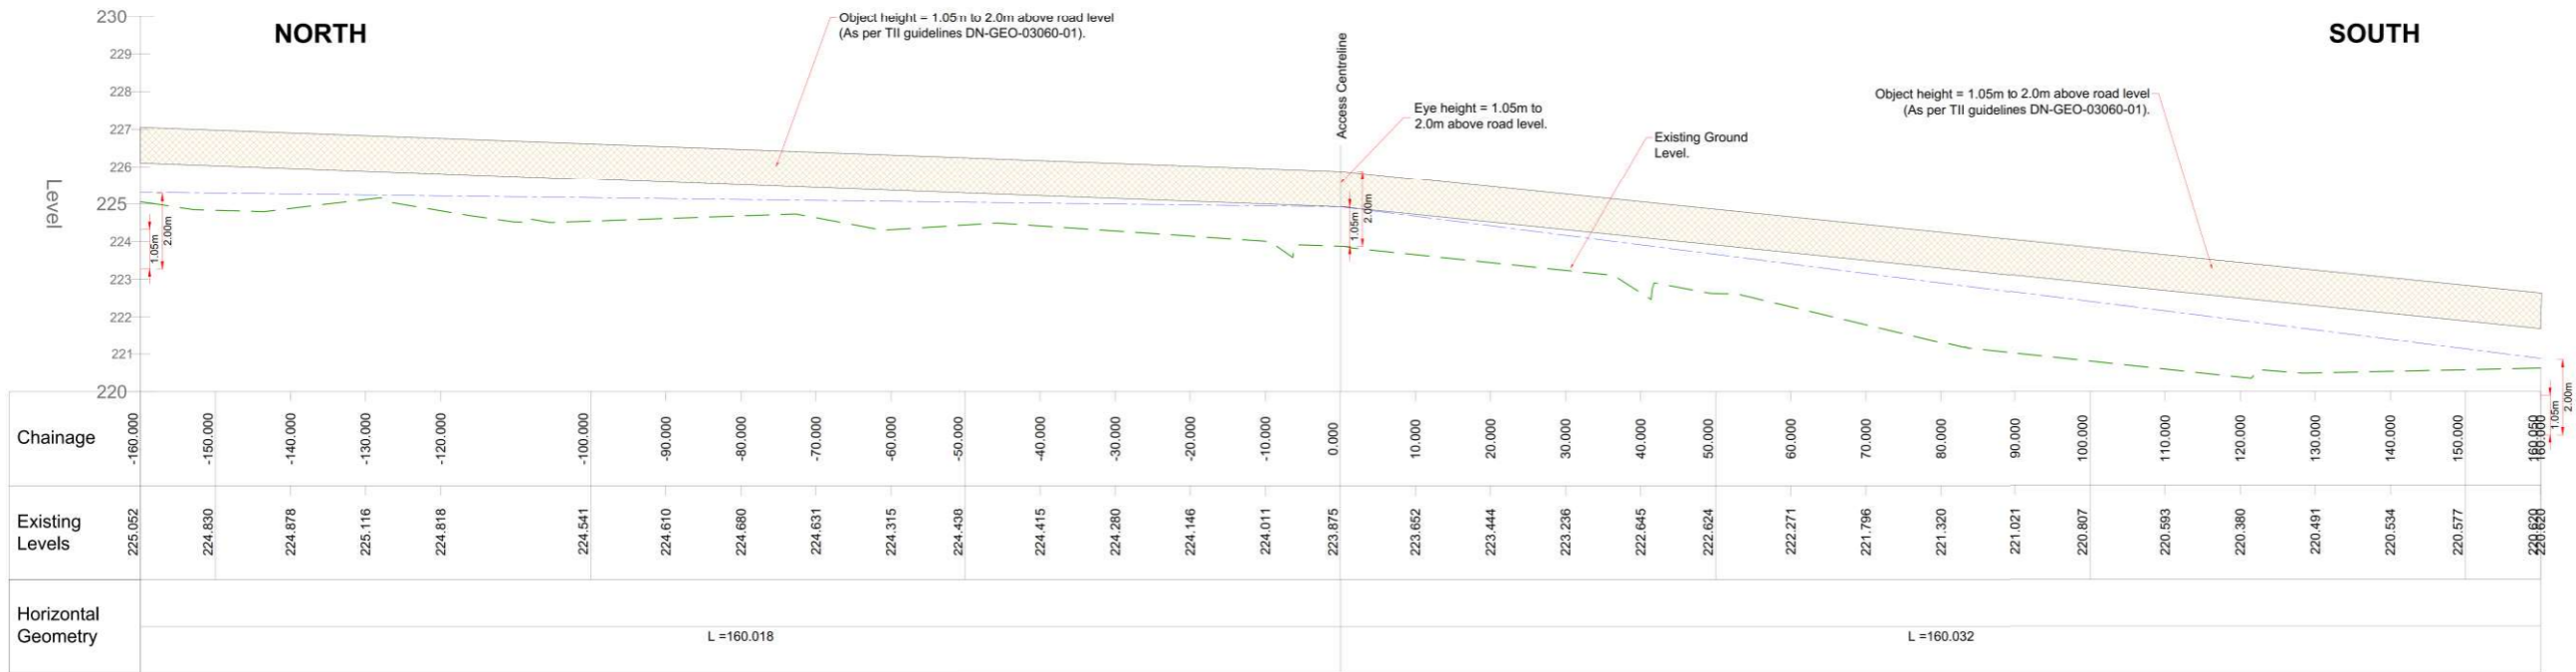 NORTH
SOUTH
Object height = 1.05m to 2.0m above road level
(As per TII guidelines DN-GEO-03060-01).
Access Centreline
Eye height = 1.05m to
2.0m above road level.
Existing Ground
Level.
Object height = 1.05m to 2.0m above road level
(As per TII guidelines DN-GEO-03060-01).
Level
230
229
228
227
226
225
224
223
222
221
220
1.05m
2.00m
1.05m
2.00m
1.05m
2.00m
Chainage
-160.000 -150.000 -140.000 -130.000 -120.000 -100.000 -90.000 -80.000 -70.000 -60.000 -50.000 -40.000 -30.000 -20.000 -10.000 0.000 10.000 20.000 30.000 40.000 50.000 60.000 70.000 80.000 90.000 100.000 110.000 120.000 130.000 140.000 150.000 160.050 160.000
Existing
Levels
225.052 224.830 224.878 225.116 224.818 224.541 224.610 224.680 224.631 224.315 224.438 224.415 224.280 224.146 224.011 223.875 223.652 223.444 223.236 222.645 222.624 222.271 221.796 221.320 221.021 220.807 220.593 220.380 220.491 220.534 220.577 220.620 220.620
Horizontal
Geometry
L =160.018
L =160.032